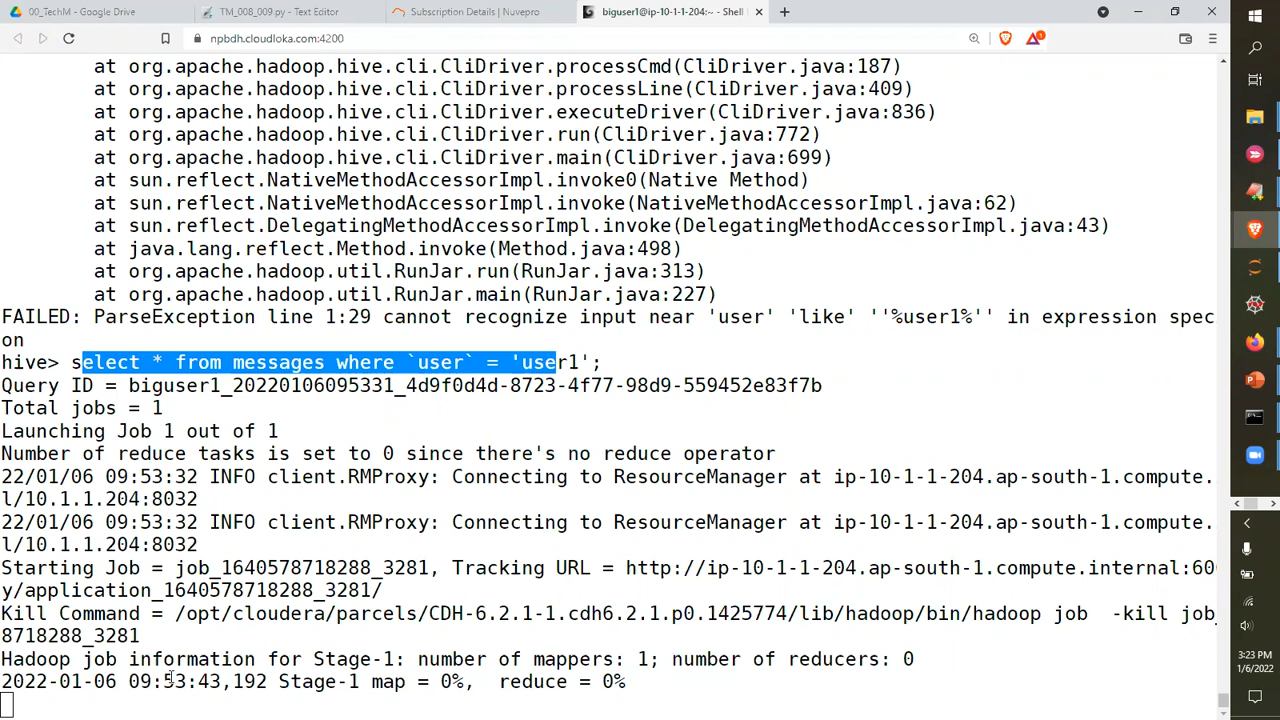 00_TechM - Google Drive
TM_008_009.py - Text Editor
Subscription Details | Nuvepro
biguser1@ip-10-1-1-204:~ - Shell
npbdh.cloudloka.com:4200
at org.apache.hadoop.hive.cli.CliDriver.processCmd(CliDriver.java:187)
at org.apache.hadoop.hive.cli.CliDriver.processLine(CliDriver.java:409)
at org.apache.hadoop.hive.cli.CliDriver.executeDriver(CliDriver.java:836)
at org.apache.hadoop.hive.cli.CliDriver.run(CliDriver.java:772)
at org.apache.hadoop.hive.cli.CliDriver.main(CliDriver.java:699)
at sun.reflect.NativeMethodAccessorImpl.invoke0(Native Method)
at sun.reflect.NativeMethodAccessorImpl.invoke(NativeMethodAccessorImpl.java:62)
at sun.reflect.DelegatingMethodAccessorImpl.invoke(DelegatingMethodAccessorImpl.java:43)
at java.lang.reflect.Method.invoke(Method.java:498)
at org.apache.hadoop.util.RunJar.run(RunJar.java:313)
at org.apache.hadoop.util.RunJar.main(RunJar.java:227)
FAILED: ParseException line 1:29 cannot recognize input near 'user' 'like' ''%user1%'' in expression spec
on
hive> select * from messages where `user` = 'user1';
Query ID = biguser1_20220106095331_4d9f0d4d-8723-4f77-98d9-559452e83f7b
Total jobs = 1
Launching Job 1 out of 1
Number of reduce tasks is set to 0 since there's no reduce operator
22/01/06 09:53:32 INFO client.RMProxy: Connecting to ResourceManager at ip-10-1-1-204.ap-south-1.compute.
l/10.1.1.204:8032
22/01/06 09:53:32 INFO client.RMProxy: Connecting to ResourceManager at ip-10-1-1-204.ap-south-1.compute.
l/10.1.1.204:8032
Starting Job = job_1640578718288_3281, Tracking URL = http://ip-10-1-1-204.ap-south-1.compute.internal:60
y/application_1640578718288_3281/
Kill Command = /opt/cloudera/parcels/CDH-6.2.1-1.cdh6.2.1.p0.1425774/lib/hadoop/bin/hadoop job  -kill job_
8718288_3281
Hadoop job information for Stage-1: number of mappers: 1; number of reducers: 0
2022-01-06 09:53:43,192 Stage-1 map = 0%,  reduce = 0%
3:23 PM
1/6/2022